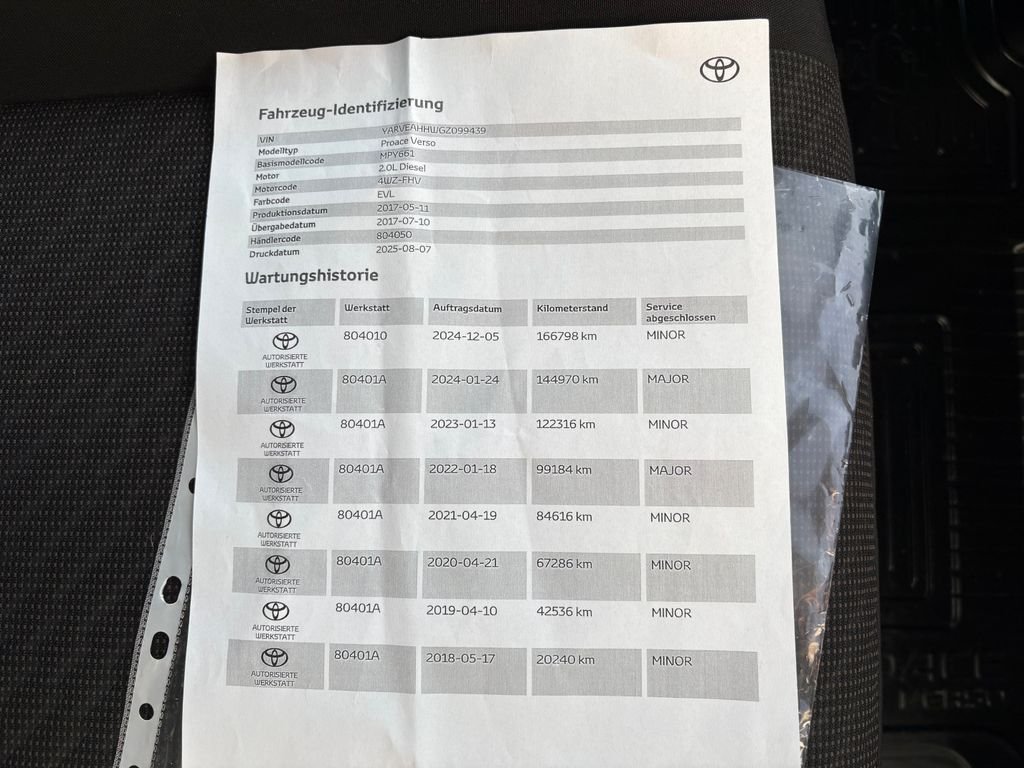 Fahrzeug-Identifizierung
VIN YARVEAHHWGZ099439
Modelltyp Proace Verso
Basismodellcode MPY661
Motor 2.0L Diesel
Motorcode 4WZ-FHV
Farbcode EVL
Produktionsdatum 2017-05-11
Übergabedatum 2017-07-10
Händlercode 804050
Druckdatum 2025-08-07
Wartungshistorie
Stempel der Werkstatt Werkstatt Auftragsdatum Kilometerstand Service abgeschlossen
804010 2024-12-05 166798 km MINOR
AUTORISIERTE
WERKSTATT
80401A 2024-01-24 144970 km MAJOR
AUTORISIERTE
WERKSTATT
80401A 2023-01-13 122316 km MINOR
AUTORISIERTE
WERKSTATT
80401A 2022-01-18 99184 km MAJOR
AUTORISIERTE
WERKSTATT
80401A 2021-04-19 84616 km MINOR
AUTORISIERTE
WERKSTATT
80401A 2020-04-21 67286 km MINOR
AUTORISIERTE
WERKSTATT
80401A 2019-04-10 42536 km MINOR
AUTORISIERTE
WERKSTATT
80401A 2018-05-17 20240 km MINOR
AUTORISIERTE
WERKSTATT
VERSO